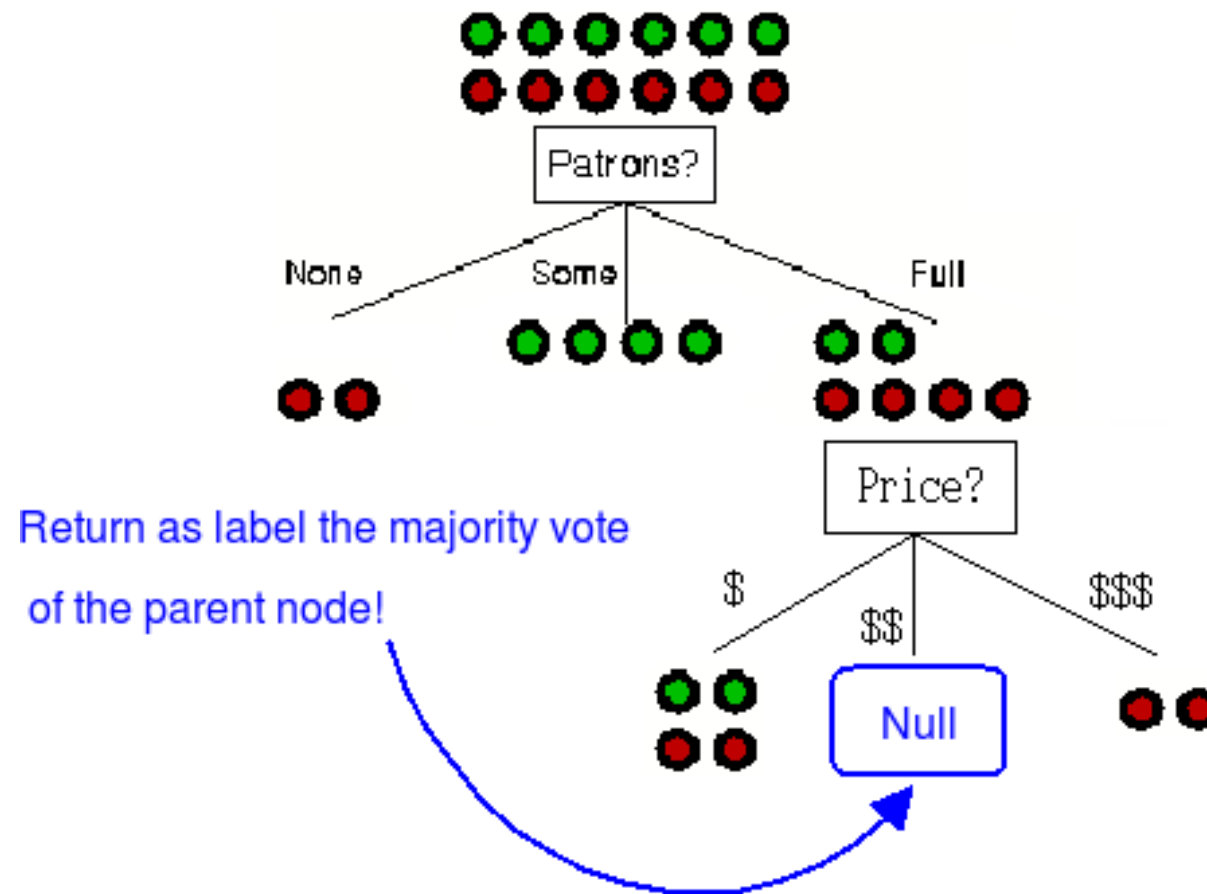 Patrons?
None
Some
Full
Price?
Return as label the majority vote
of the parent node!
$
$$
$$$
Null